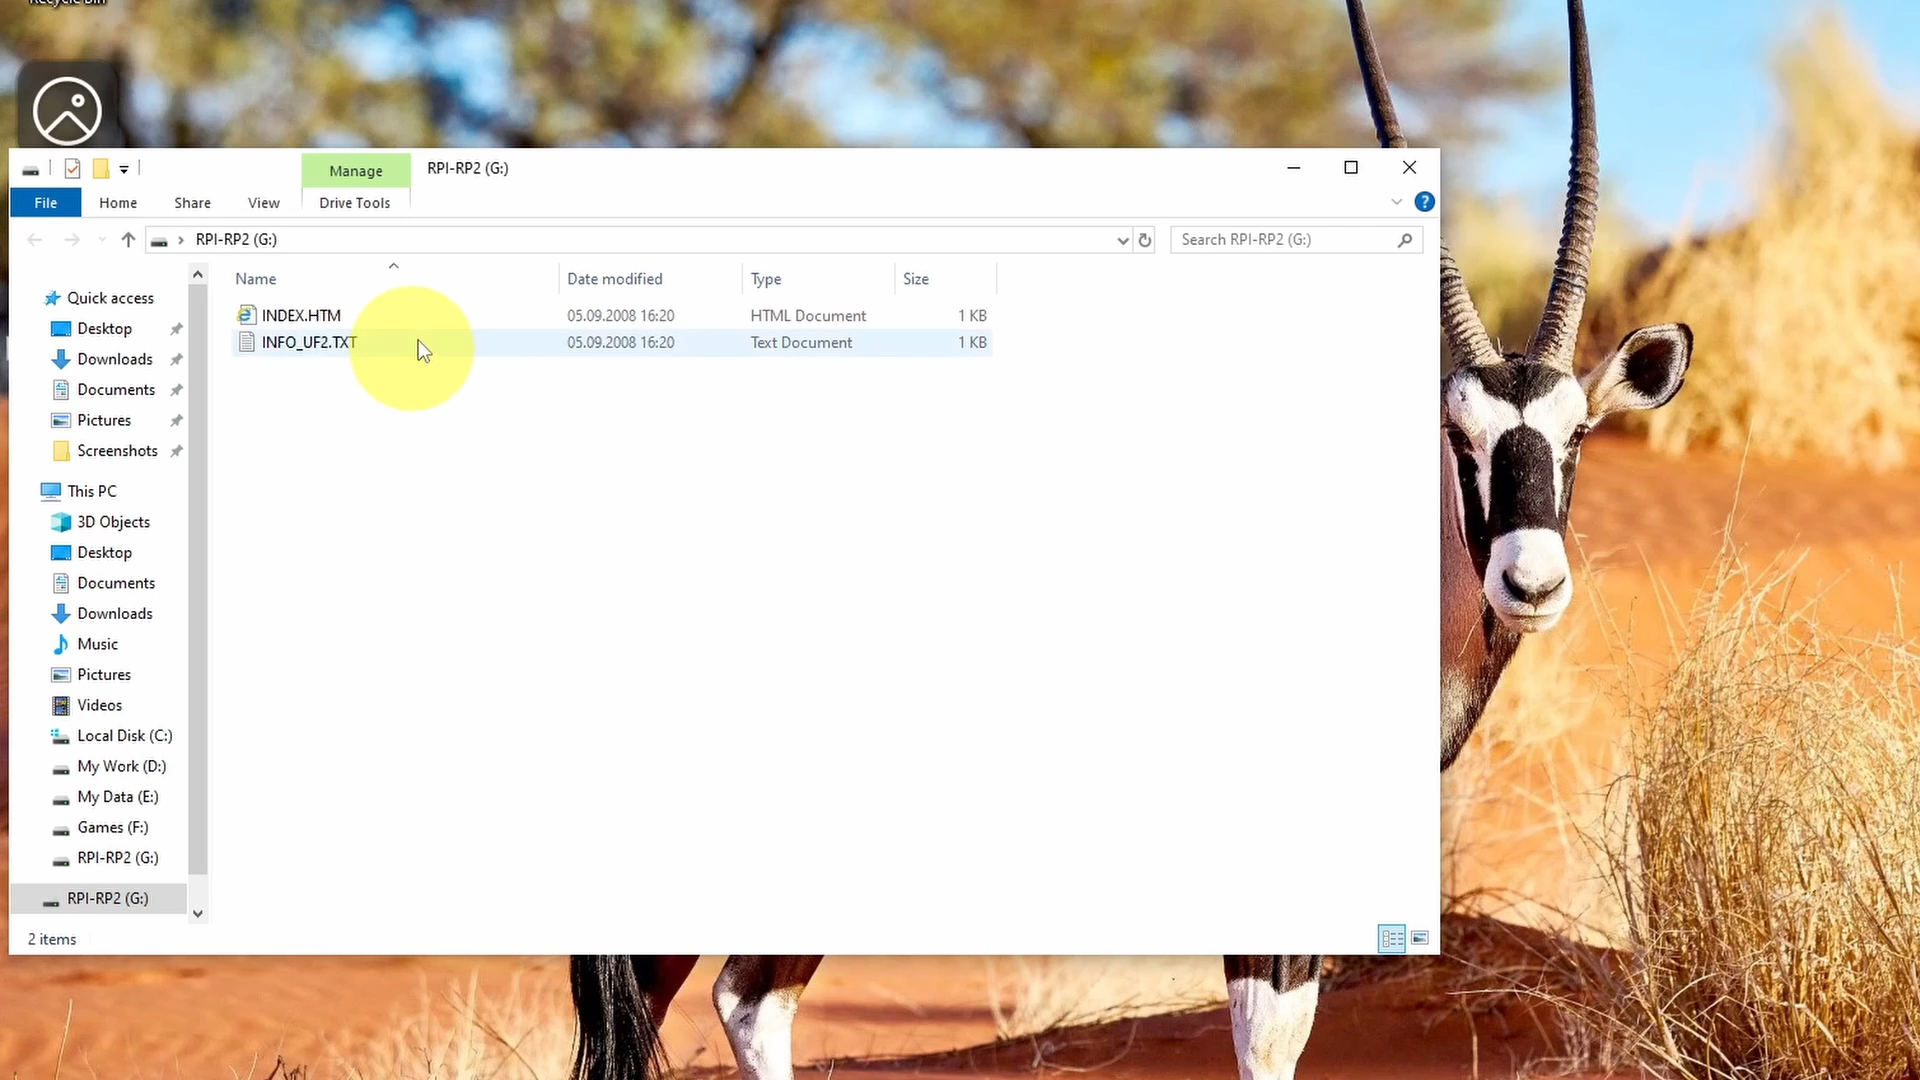 Recycle Bin
Manage
RPI-RP2 (G:)
File
Home
Share
View
Drive Tools
?
RPI-RP2 (G:)
Search RPI-RP2 (G:)
Name
Date modified
Type
Size
INDEX.HTM
05.09.2008 16:20
HTML Document
1 KB
INFO_UF2.TXT
05.09.2008 16:20
Text Document
1 KB
Quick access
Desktop
Downloads
Documents
Pictures
Screenshots
This PC
3D Objects
Desktop
Documents
Downloads
Music
Pictures
Videos
Local Disk (C:)
My Work (D:)
My Data (E:)
Games (F:)
RPI-RP2 (G:)
RPI-RP2 (G:)
2 items